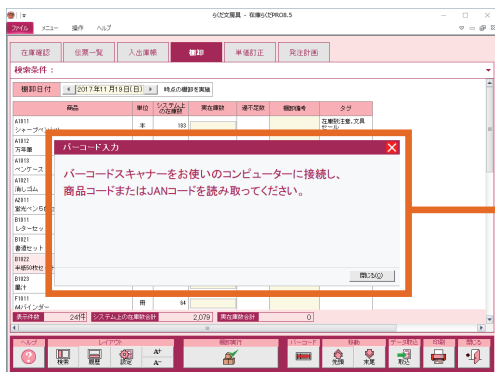 らくだ文具 - 在庫らくだPRO8.5
ファイル メニュー 操作 ヘルプ
在庫確認 伝票一覧 入出庫帳 棚卸 単価訂正 発注計画
検索条件：
棚卸日付 2017年11月19日(日) 時点の棚卸を実施
商品 単位 システム上の在庫数 実在庫数 過不足数 棚卸備考 タグ
A1011
シャープペンシル 本 183 在庫数注意,文具
セール
A1012
万年筆
A1013
ペンケース
A1021
消しゴム
A2011
蛍光ペン5色
B1011
レターセッ
B1021
書道セット
B1022
半紙50枚セ
B1023
墨汁
F1011
A4バインダー 冊 64
バーコード入力
バーコードスキャナーをお使いのコンピューターに接続し、
商品コードまたはJANコードを読み取ってください。
閉じる(C)
表示件数 241件 システム上の在庫数合計 2,079 実在庫数合計 0
ヘルプ レイアウト 棚卸実行 バーコード 移動 データ取込 印刷 閉じる
検索 履歴 設定 A+ A- 先頭 末尾 取込